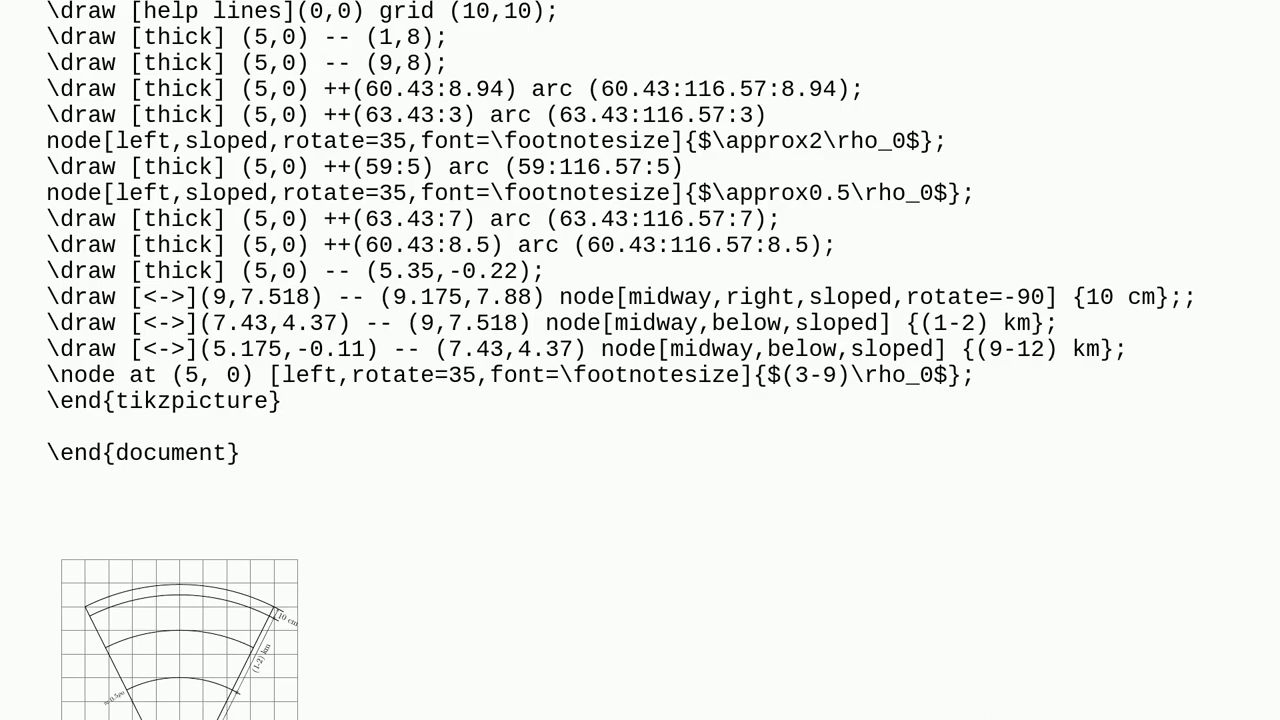 \draw [help lines](0,0) grid (10,10);
\draw [thick] (5,0) -- (1,8);
\draw [thick] (5,0) -- (9,8);
\draw [thick] (5,0) ++(60.43:8.94) arc (60.43:116.57:8.94);
\draw [thick] (5,0) ++(63.43:3) arc (63.43:116.57:3)
node[left,sloped,rotate=35,font=\footnotesize]{$\approx2\rho_0$};
\draw [thick] (5,0) ++(59:5) arc (59:116.57:5)
node[left,sloped,rotate=35,font=\footnotesize]{$\approx0.5\rho_0$};
\draw [thick] (5,0) ++(63.43:7) arc (63.43:116.57:7);
\draw [thick] (5,0) ++(60.43:8.5) arc (60.43:116.57:8.5);
\draw [thick] (5,0) -- (5.35,-0.22);
\draw [<->](9,7.518) -- (9.175,7.88) node[midway,right,sloped,rotate=-90] {10 cm};;
\draw [<->](7.43,4.37) -- (9,7.518) node[midway,below,sloped] {(1-2) km};
\draw [<->](5.175,-0.11) -- (7.43,4.37) node[midway,below,sloped] {(9-12) km};
\node at (5, 0) [left,rotate=35,font=\footnotesize]{$(3-9)\rho_0$};
\end{tikzpicture}
\end{document}
10 cm
(1-2) km
≈0.5ρ0